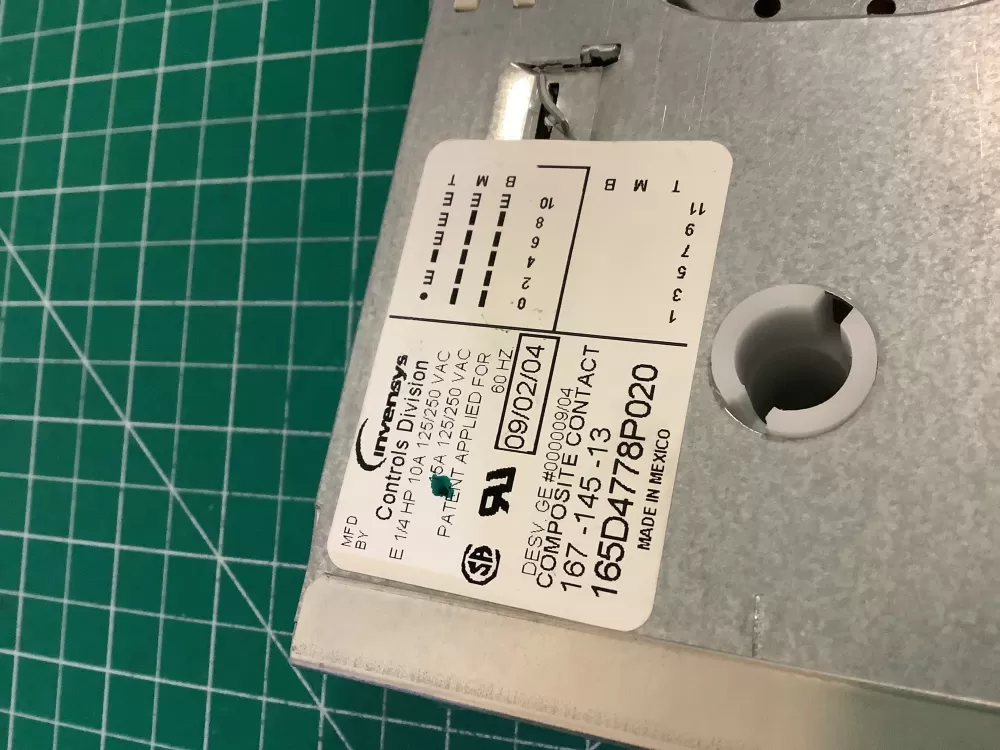 MFD
BY
invensys
Controls Division
E 1/4 HP 10A 125/250 VAC
5A 125/250 VAC
PATENT APPLIED FOR
60 HZ
09/02/04
DESV GE #000009/04
COMPOSITE CONTACT
167 -145 -13
165D4778P020
MADE IN MEXICO
T M B
0 2 4 6 8 10
B M T
1 3 5 7 9 11